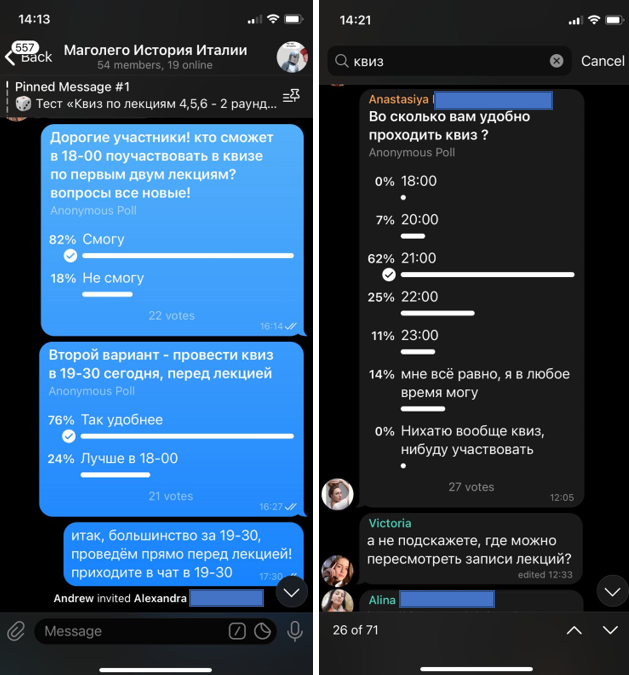 14:13
557
Back
Маголего История Италии
54 members, 19 online
Pinned Message #1
🎲 Тест «Квиз по лекциям 4,5,6 - 2 раунд...
Дорогие участники! кто сможет
в 18-00 поучаствовать в квизе
по первым двум лекциям?
вопросы все новые!
Anonymous Poll
82% Смогу
18% Не смогу
22 votes
16:14
Второй вариант - провести квиз
в 19-30 сегодня, перед лекцией
Anonymous Poll
76% Так удобнее
24% Лучше в 18-00
21 votes
16:27
итак, большинство за 19-30,
проведём прямо перед лекцией!
приходите в чат в 19-30
17:30
Andrew invited Alexandra
Message
14:21
квиз
Cancel
Anastasiya
Во сколько вам удобно
проходить квиз ?
Anonymous Poll
0% 18:00
7% 20:00
62% 21:00
25% 22:00
11% 23:00
14% мне всё равно, я в любое
время могу
0% Нихатю вообще квиз,
нибуду участвовать
27 votes
12:05
Victoria
а не подскажете, где можно
пересмотреть записи лекций?
edited 12:33
Alina
26 of 71